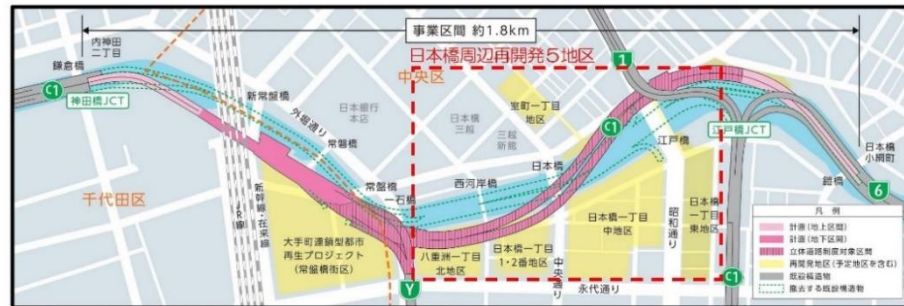 事業区間 約1.8km
日本橋周辺再開発5地区
内神田
二丁目
鎌倉橋
C1
神田橋JCT
新常盤橋
外堀通り
常盤橋
日本銀行
本店
中央区
日本橋
三越
三越
新館
室町一丁目
地区
1
C1
江戸橋
江戸橋JCT
日本橋
小網町
鎧橋
6
千代田区
JR線
新幹線・在来線
常盤橋
一石橋
西河岸橋
日本橋
大手町連鎖型都市
再生プロジェクト
(常盤橋街区)
八重洲一丁目
北地区
日本橋一丁目
1・2番地区
中央通り
日本橋一丁目
中地区
昭和通り
日本橋
一丁目
東地区
永代通り
Y
C1
凡 例
計画(地上区間)
計画(地下区間)
立体道路制度対象区間
再開発地区(予定地区を含む)
既設構造物
撤去する既設構造物